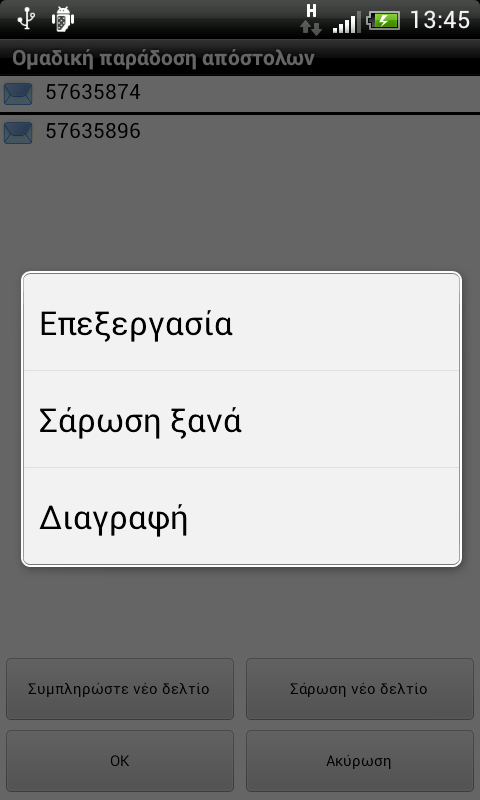 H
13:45
Ομαδική παράδοση απόστολων
57635874
57635896
Επεξεργασία
Σάρωση ξανά
Διαγραφή
Συμπληρώστε νέο δελτίο
Σάρωση νέο δελτίο
OK
Ακύρωση